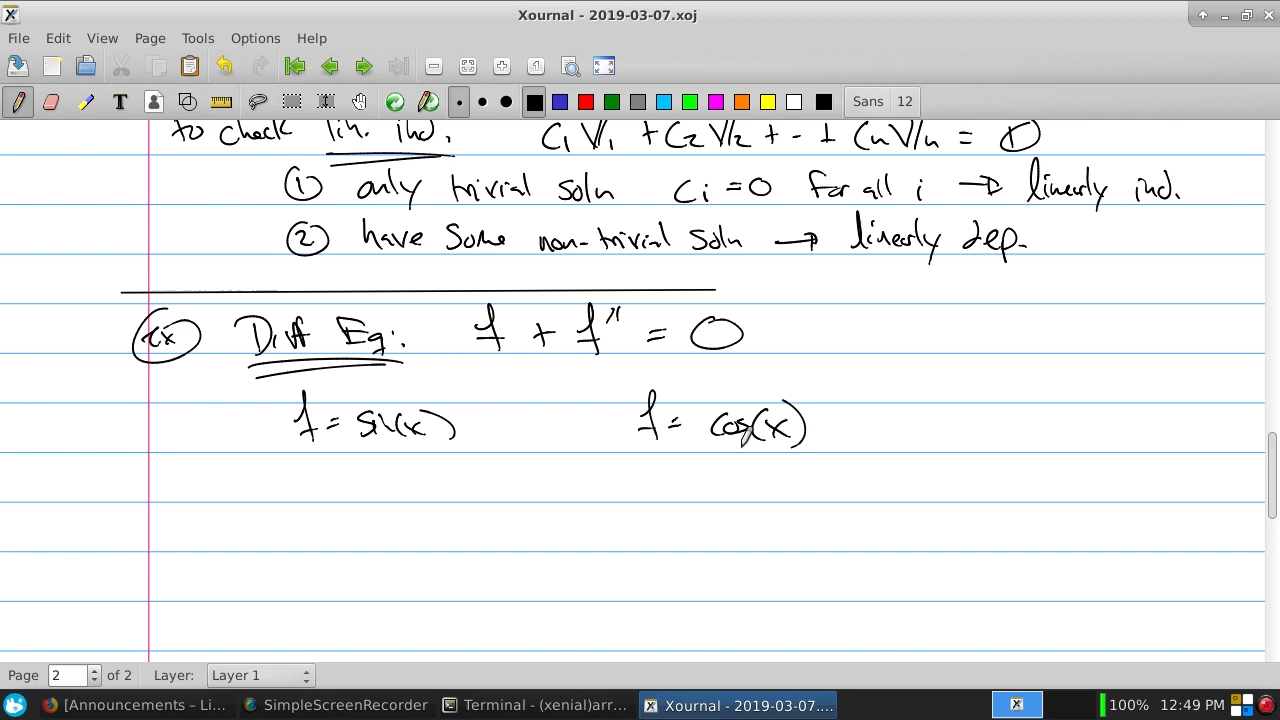 Xournal - 2019-03-07.xoj
File Edit View Page Tools Options Help
Sans 12
to check lin. ind. C₁V₁ + C₂V₂ + - + CₙVₙ = 0
① only trivial soln Ci = 0 for all i → linearly ind.
② have some non-trivial soln → linearly dep.
ex Diff Eq: f + f" = 0
f = sin(x) f = cos(x)
Page 2 of 2 Layer: Layer 1
[Announcements – Li... SimpleScreenRecorder Terminal - (xenial)arr... Xournal - 2019-03-07.... 100% 12:49 PM